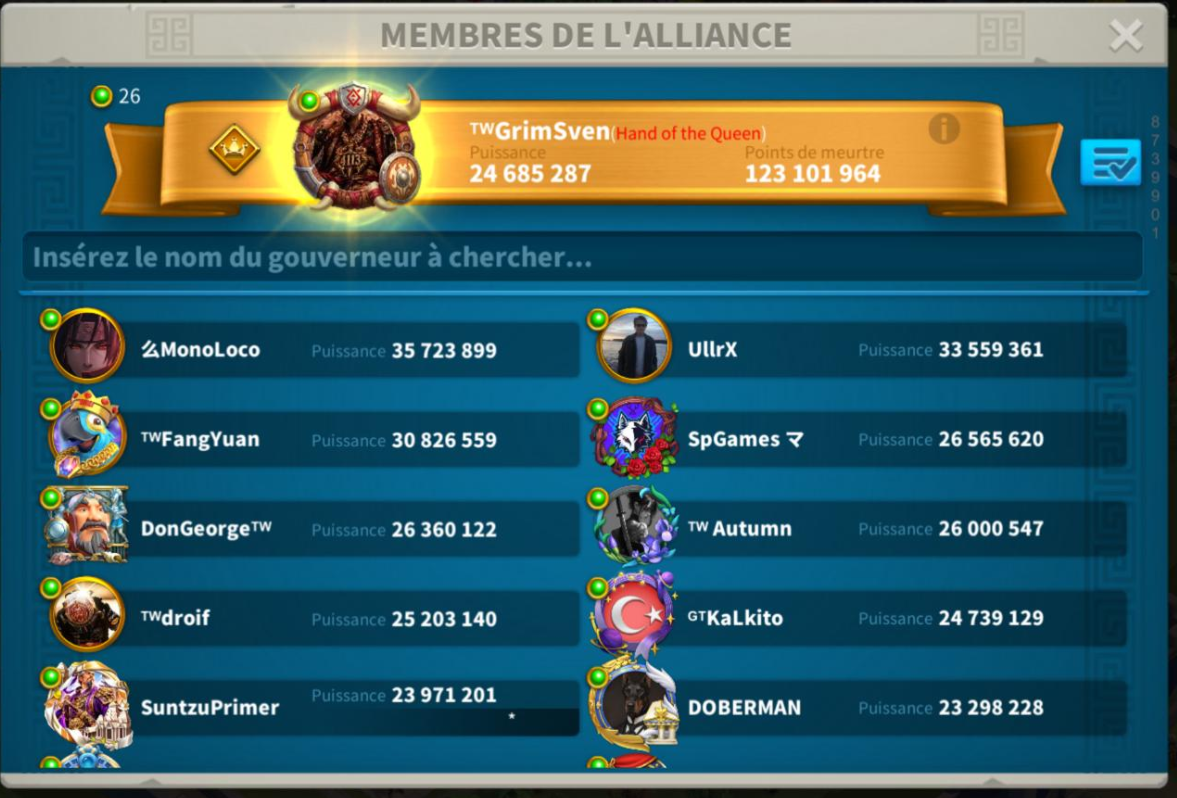 MEMBRES DE L'ALLIANCE
26
ᵀᵂGrimSven(Hand of the Queen)
Puissance Points de meurtre
24 685 287 123 101 964
8739901
Insérez le nom du gouverneur à chercher...
么MonoLoco Puissance 35 723 899
UllrX Puissance 33 559 361
ᵀᵂFangYuan Puissance 30 826 559
SpGames マ Puissance 26 565 620
DonGeorgeᵀᵂ Puissance 26 360 122
ᵀᵂ Autumn Puissance 26 000 547
ᵀᵂdroif Puissance 25 203 140
ᴳᵀKaLkito Puissance 24 739 129
SuntzuPrimer Puissance 23 971 201
*
DOBERMAN Puissance 23 298 228